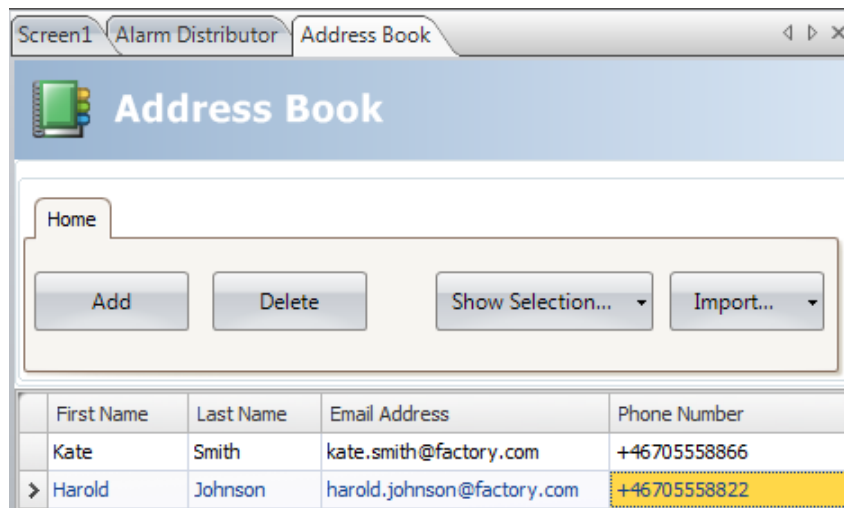 Screen1 Alarm Distributor Address Book
Address Book
Home
Add Delete Show Selection... Import...
First Name Last Name Email Address Phone Number
Kate Smith kate.smith@factory.com +46705558866
Harold Johnson harold.johnson@factory.com +46705558822